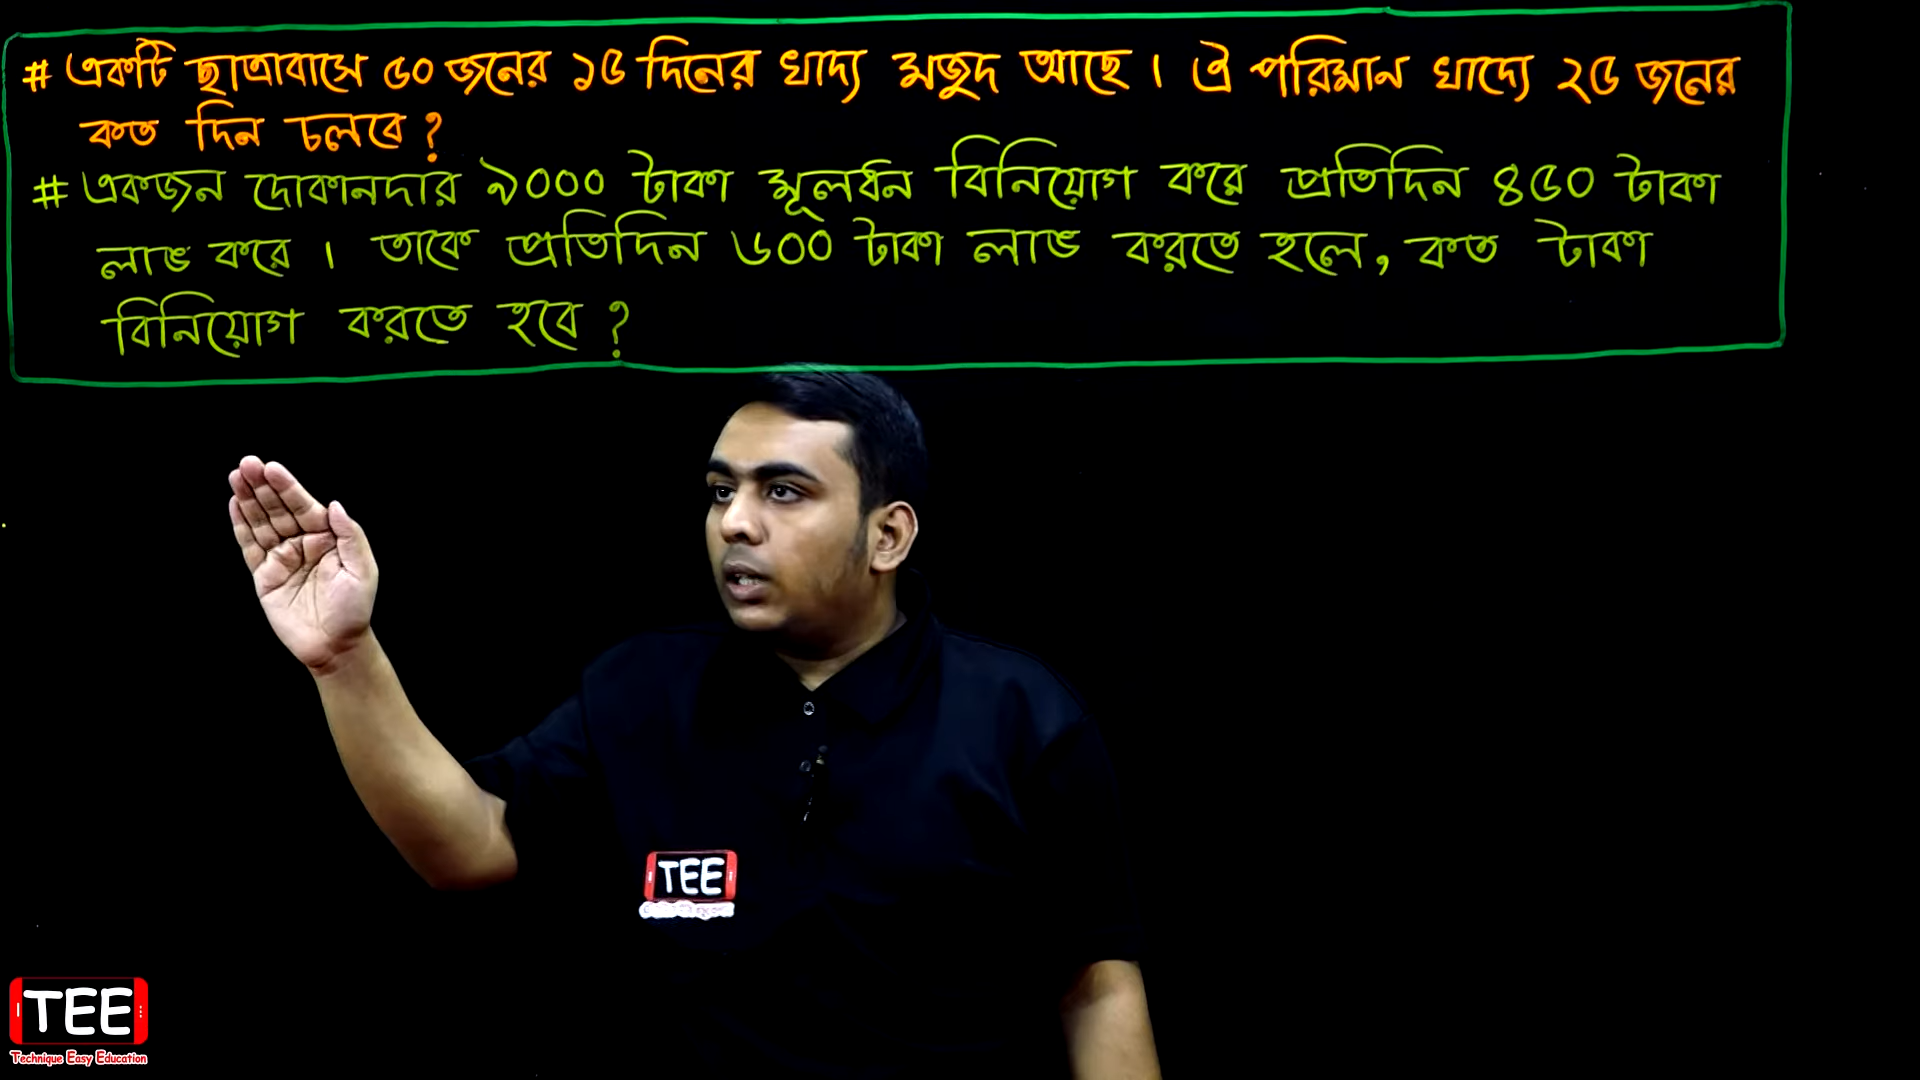 # একটি ছাত্রাবাসে ৫০ জনের ১৫ দিনের খাদ্য মজুদ আছে। ঐ পরিমান খাদ্যে ২৫ জনের
কত দিন চলবে?
# একজন দোকানদার ৯০০০ টাকা মূলধন বিনিয়োগ করে প্রতিদিন ৪৫০ টাকা
লাভ করে। তাকে প্রতিদিন ৬০০ টাকা লাভ করতে হলে, কত টাকা
বিনিয়োগ করতে হবে?
TEE
TEE
Technique Easy Education